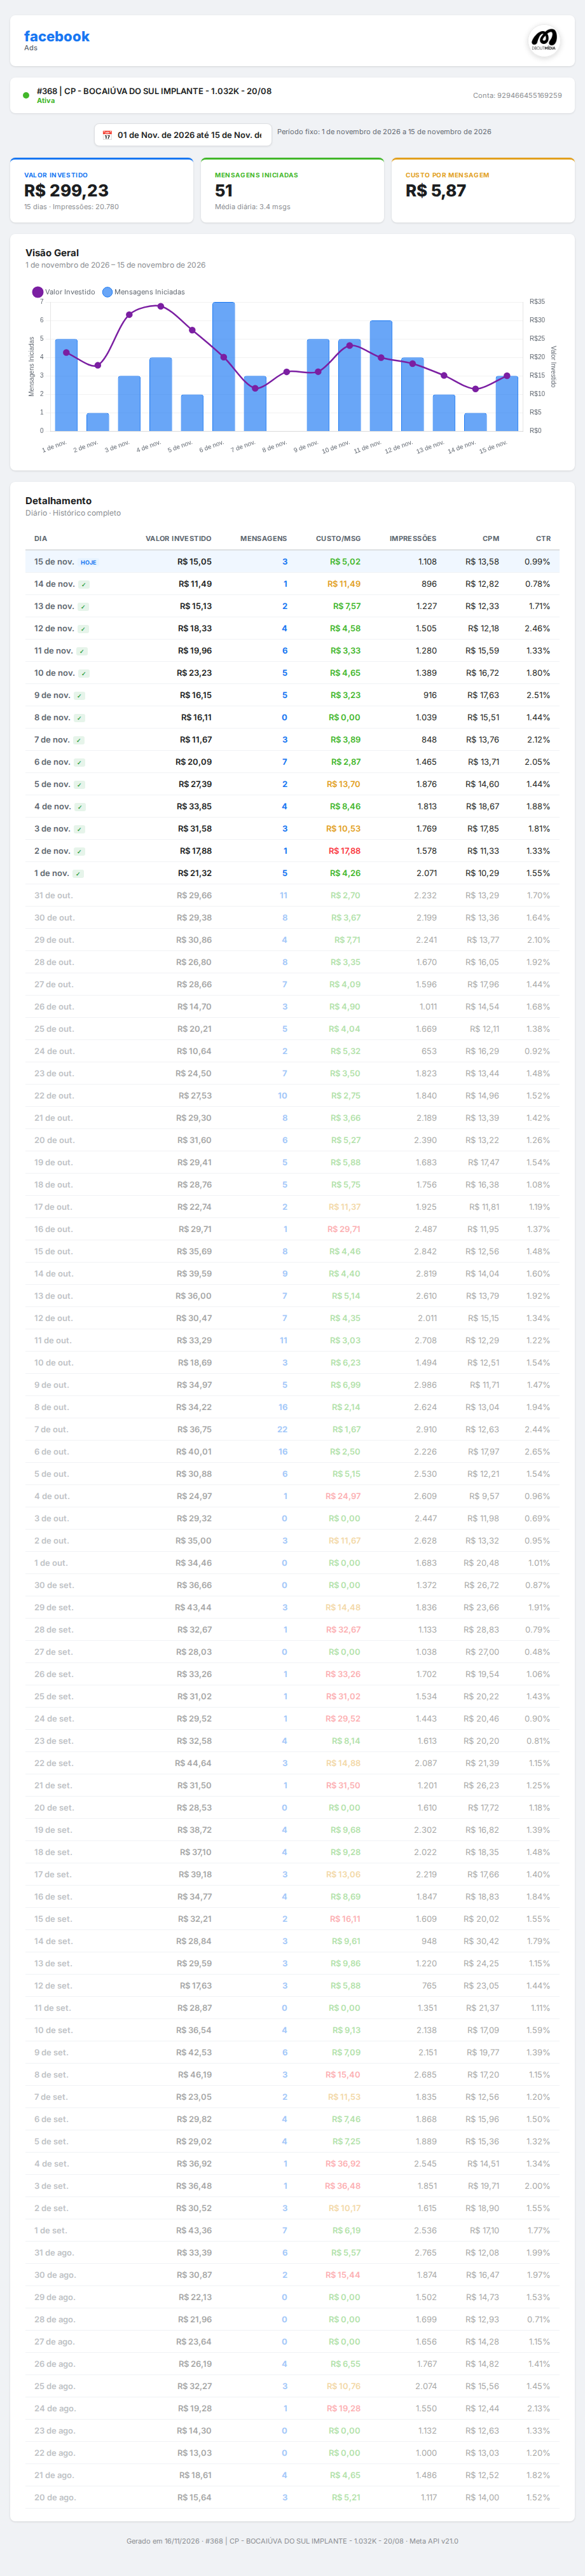 facebook
Ads
#368 | CP - BOCAIÚVA DO SUL IMPLANTE - 1.032K - 20/08
Ativa
Conta: 929466455169259
01 de Nov. de 2026 até 15 de Nov. de
Período fixo: 1 de novembro de 2026 a 15 de novembro de 2026
VALOR INVESTIDO
R$ 299,23
15 dias · Impressões: 20.780
MENSAGENS INICIADAS
51
Média diária: 3.4 msgs
CUSTO POR MENSAGEM
R$ 5,87
Visão Geral
1 de novembro de 2026 – 15 de novembro de 2026
Valor Investido Mensagens Iniciadas
Mensagens Iniciadas
7
6
5
4
3
2
1
0
R$35
R$30
R$25
R$20
R$15
R$10
R$5
R$0
Valor Investido
1 de nov. 2 de nov. 3 de nov. 4 de nov. 5 de nov. 6 de nov. 7 de nov. 8 de nov. 9 de nov. 10 de nov. 11 de nov. 12 de nov. 13 de nov. 14 de nov. 15 de nov.
Detalhamento
Diário · Histórico completo
DIA VALOR INVESTIDO MENSAGENS CUSTO/MSG IMPRESSÕES CPM CTR
15 de nov. HOJE R$ 15,05 3 R$ 5,02 1.108 R$ 13,58 0.99%
14 de nov. ✓ R$ 11,49 1 R$ 11,49 896 R$ 12,82 0.78%
13 de nov. ✓ R$ 15,13 2 R$ 7,57 1.227 R$ 12,33 1.71%
12 de nov. ✓ R$ 18,33 4 R$ 4,58 1.505 R$ 12,18 2.46%
11 de nov. ✓ R$ 19,96 6 R$ 3,33 1.280 R$ 15,59 1.33%
10 de nov. ✓ R$ 23,23 5 R$ 4,65 1.389 R$ 16,72 1.80%
9 de nov. ✓ R$ 16,15 5 R$ 3,23 916 R$ 17,63 2.51%
8 de nov. ✓ R$ 16,11 0 R$ 0,00 1.039 R$ 15,51 1.44%
7 de nov. ✓ R$ 11,67 3 R$ 3,89 848 R$ 13,76 2.12%
6 de nov. ✓ R$ 20,09 7 R$ 2,87 1.465 R$ 13,71 2.05%
5 de nov. ✓ R$ 27,39 2 R$ 13,70 1.876 R$ 14,60 1.44%
4 de nov. ✓ R$ 33,85 4 R$ 8,46 1.813 R$ 18,67 1.88%
3 de nov. ✓ R$ 31,58 3 R$ 10,53 1.769 R$ 17,85 1.81%
2 de nov. ✓ R$ 17,88 1 R$ 17,88 1.578 R$ 11,33 1.33%
1 de nov. ✓ R$ 21,32 5 R$ 4,26 2.071 R$ 10,29 1.55%
31 de out. R$ 29,66 11 R$ 2,70 2.232 R$ 13,29 1.70%
30 de out. R$ 29,38 8 R$ 3,67 2.199 R$ 13,36 1.64%
29 de out. R$ 30,86 4 R$ 7,71 2.241 R$ 13,77 2.10%
28 de out. R$ 26,80 8 R$ 3,35 1.670 R$ 16,05 1.92%
27 de out. R$ 28,66 7 R$ 4,09 1.596 R$ 17,96 1.44%
26 de out. R$ 14,70 3 R$ 4,90 1.011 R$ 14,54 1.68%
25 de out. R$ 20,21 5 R$ 4,04 1.669 R$ 12,11 1.38%
24 de out. R$ 10,64 2 R$ 5,32 653 R$ 16,29 0.92%
23 de out. R$ 24,50 7 R$ 3,50 1.823 R$ 13,44 1.48%
22 de out. R$ 27,53 10 R$ 2,75 1.840 R$ 14,96 1.52%
21 de out. R$ 29,30 8 R$ 3,66 2.189 R$ 13,39 1.42%
20 de out. R$ 31,60 6 R$ 5,27 2.390 R$ 13,22 1.26%
19 de out. R$ 29,41 5 R$ 5,88 1.683 R$ 17,47 1.54%
18 de out. R$ 28,76 5 R$ 5,75 1.756 R$ 16,38 1.08%
17 de out. R$ 22,74 2 R$ 11,37 1.925 R$ 11,81 1.19%
16 de out. R$ 29,71 1 R$ 29,71 2.487 R$ 11,95 1.37%
15 de out. R$ 35,69 8 R$ 4,46 2.842 R$ 12,56 1.48%
14 de out. R$ 39,59 9 R$ 4,40 2.819 R$ 14,04 1.60%
13 de out. R$ 36,00 7 R$ 5,14 2.610 R$ 13,79 1.92%
12 de out. R$ 30,47 7 R$ 4,35 2.011 R$ 15,15 1.34%
11 de out. R$ 33,29 11 R$ 3,03 2.708 R$ 12,29 1.22%
10 de out. R$ 18,69 3 R$ 6,23 1.494 R$ 12,51 1.54%
9 de out. R$ 34,97 5 R$ 6,99 2.986 R$ 11,71 1.47%
8 de out. R$ 34,22 16 R$ 2,14 2.624 R$ 13,04 1.94%
7 de out. R$ 36,75 22 R$ 1,67 2.910 R$ 12,63 2.44%
6 de out. R$ 40,01 16 R$ 2,50 2.226 R$ 17,97 2.65%
5 de out. R$ 30,88 6 R$ 5,15 2.530 R$ 12,21 1.54%
4 de out. R$ 24,97 1 R$ 24,97 2.609 R$ 9,57 0.96%
3 de out. R$ 29,32 0 R$ 0,00 2.447 R$ 11,98 0.69%
2 de out. R$ 35,00 3 R$ 11,67 2.628 R$ 13,32 0.95%
1 de out. R$ 34,46 0 R$ 0,00 1.683 R$ 20,48 1.01%
30 de set. R$ 36,66 0 R$ 0,00 1.372 R$ 26,72 0.87%
29 de set. R$ 43,44 3 R$ 14,48 1.836 R$ 23,66 1.91%
28 de set. R$ 32,67 1 R$ 32,67 1.133 R$ 28,83 0.79%
27 de set. R$ 28,03 0 R$ 0,00 1.038 R$ 27,00 0.48%
26 de set. R$ 33,26 1 R$ 33,26 1.702 R$ 19,54 1.06%
25 de set. R$ 31,02 1 R$ 31,02 1.534 R$ 20,22 1.43%
24 de set. R$ 29,52 1 R$ 29,52 1.443 R$ 20,46 0.90%
23 de set. R$ 32,58 4 R$ 8,14 1.613 R$ 20,20 0.81%
22 de set. R$ 44,64 3 R$ 14,88 2.087 R$ 21,39 1.15%
21 de set. R$ 31,50 1 R$ 31,50 1.201 R$ 26,23 1.25%
20 de set. R$ 28,53 0 R$ 0,00 1.610 R$ 17,72 1.18%
19 de set. R$ 38,72 4 R$ 9,68 2.302 R$ 16,82 1.39%
18 de set. R$ 37,10 4 R$ 9,28 2.022 R$ 18,35 1.48%
17 de set. R$ 39,18 3 R$ 13,06 2.219 R$ 17,66 1.40%
16 de set. R$ 34,77 4 R$ 8,69 1.847 R$ 18,83 1.84%
15 de set. R$ 32,21 2 R$ 16,11 1.609 R$ 20,02 1.55%
14 de set. R$ 28,84 3 R$ 9,61 948 R$ 30,42 1.79%
13 de set. R$ 29,59 3 R$ 9,86 1.220 R$ 24,25 1.15%
12 de set. R$ 17,63 3 R$ 5,88 765 R$ 23,05 1.44%
11 de set. R$ 28,87 0 R$ 0,00 1.351 R$ 21,37 1.11%
10 de set. R$ 36,54 4 R$ 9,13 2.138 R$ 17,09 1.59%
9 de set. R$ 42,53 6 R$ 7,09 2.151 R$ 19,77 1.39%
8 de set. R$ 46,19 3 R$ 15,40 2.685 R$ 17,20 1.15%
7 de set. R$ 23,05 2 R$ 11,53 1.835 R$ 12,56 1.20%
6 de set. R$ 29,82 4 R$ 7,46 1.868 R$ 15,96 1.50%
5 de set. R$ 29,02 4 R$ 7,25 1.889 R$ 15,36 1.32%
4 de set. R$ 36,92 1 R$ 36,92 2.545 R$ 14,51 1.34%
3 de set. R$ 36,48 1 R$ 36,48 1.851 R$ 19,71 2.00%
2 de set. R$ 30,52 3 R$ 10,17 1.615 R$ 18,90 1.55%
1 de set. R$ 43,36 7 R$ 6,19 2.536 R$ 17,10 1.77%
31 de ago. R$ 33,39 6 R$ 5,57 2.765 R$ 12,08 1.99%
30 de ago. R$ 30,87 2 R$ 15,44 1.874 R$ 16,47 1.97%
29 de ago. R$ 22,13 0 R$ 0,00 1.502 R$ 14,73 1.53%
28 de ago. R$ 21,96 0 R$ 0,00 1.699 R$ 12,93 0.71%
27 de ago. R$ 23,64 0 R$ 0,00 1.656 R$ 14,28 1.15%
26 de ago. R$ 26,19 4 R$ 6,55 1.767 R$ 14,82 1.41%
25 de ago. R$ 32,27 3 R$ 10,76 2.074 R$ 15,56 1.45%
24 de ago. R$ 19,28 1 R$ 19,28 1.550 R$ 12,44 2.13%
23 de ago. R$ 14,30 0 R$ 0,00 1.132 R$ 12,63 1.33%
22 de ago. R$ 13,03 0 R$ 0,00 1.000 R$ 13,03 1.20%
21 de ago. R$ 18,61 4 R$ 4,65 1.486 R$ 12,52 1.82%
20 de ago. R$ 15,64 3 R$ 5,21 1.117 R$ 14,00 1.52%
Gerado em 16/11/2026 · #368 | CP - BOCAIÚVA DO SUL IMPLANTE - 1.032K - 20/08 · Meta API v21.0